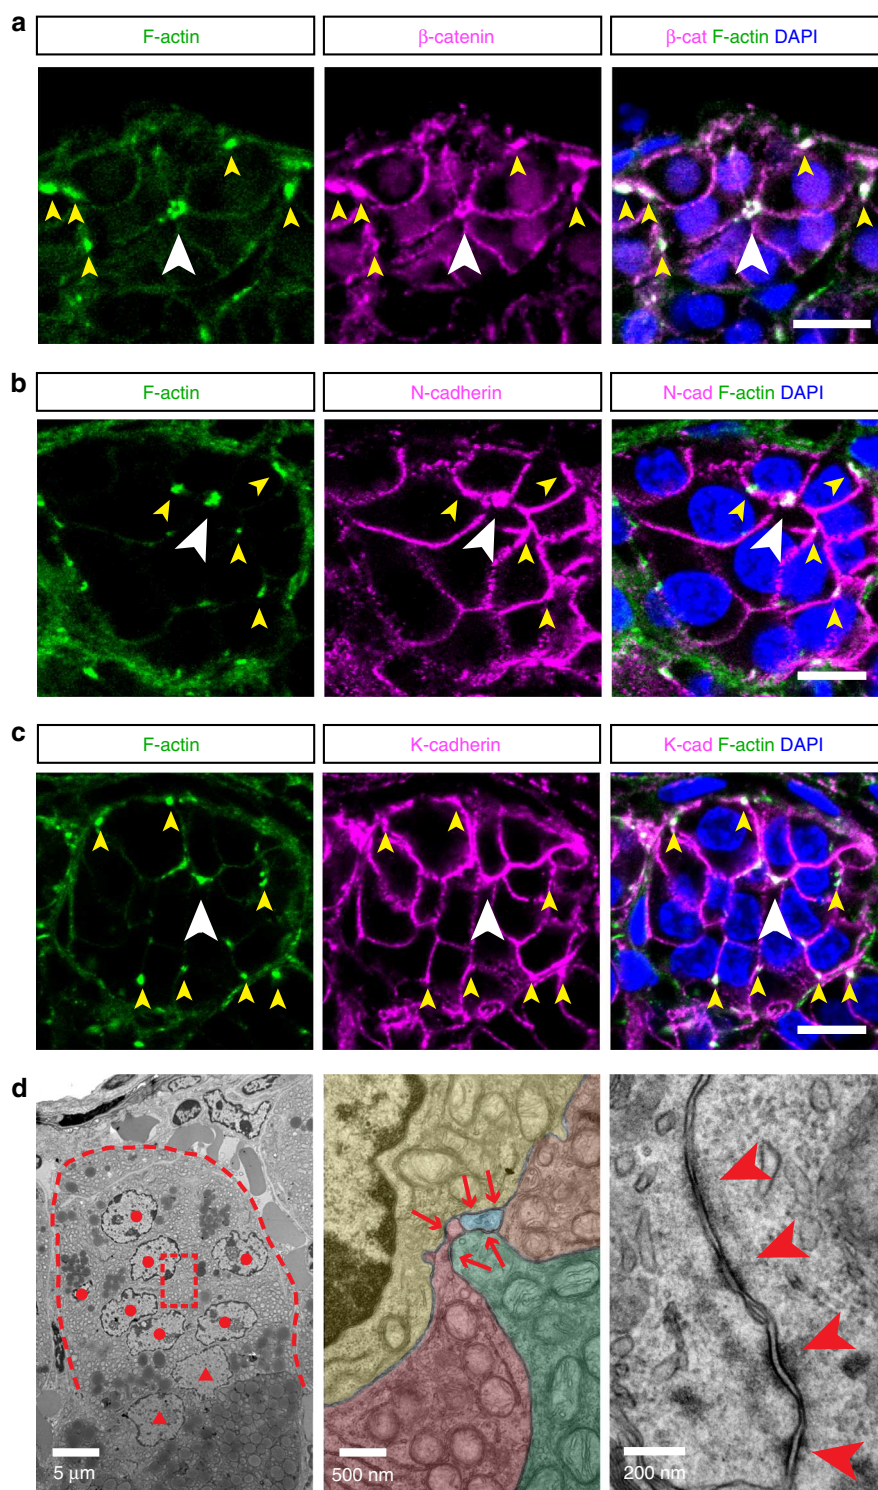 a
F-actin
β-catenin
β-cat F-actin DAPI
b
F-actin
N-cadherin
N-cad F-actin DAPI
c
F-actin
K-cadherin
K-cad F-actin DAPI
d
5 μm
500 nm
200 nm